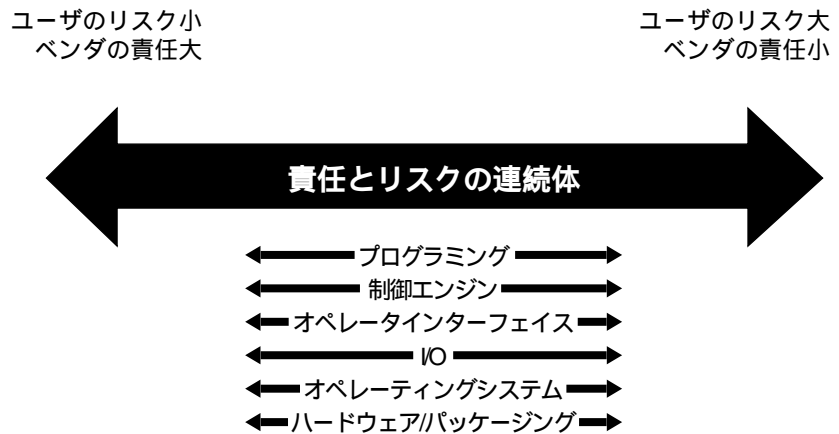 ユーザのリスク小
ベンダの責任大
ユーザのリスク大
ベンダの責任小
責任とリスクの連続体
プログラミング
制御エンジン
オペレータインターフェイス
I/O
オペレーティングシステム
ハードウェア/パッケージング